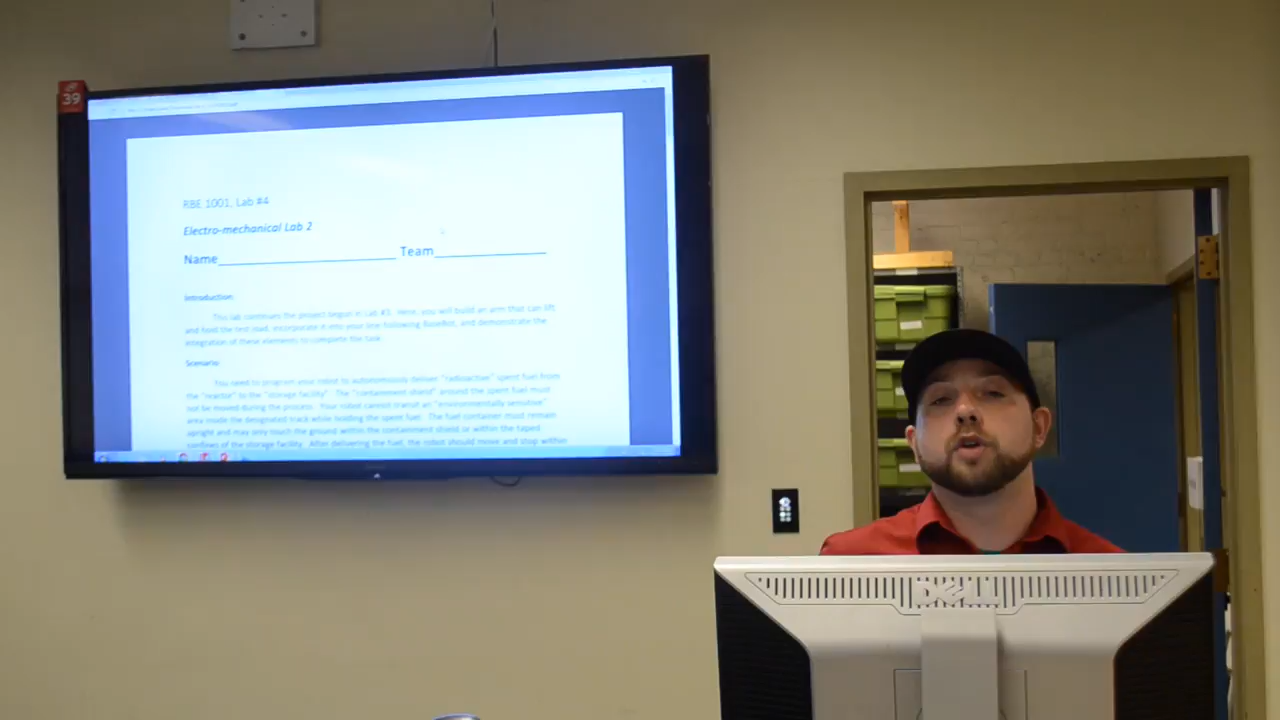 39
RBE 1001, Lab #4
Electro-mechanical Lab 2
Name Team
Introduction:
This lab continues the project begun in Lab #3. Here, you will build an arm that can lift
and hold the test load, incorporate it into your line following BaseBot, and demonstrate the
integration of these elements to complete the task.
Scenario:
You need to program your robot to autonomously deliver "radioactive" spent fuel from
the "reactor" to the "storage facility". The "containment shield" around the spent fuel must
not be moved during the process. Your robot cannot transit an "environmentally sensitive"
area inside the designated track while holding the spent fuel. The fuel container must remain
upright and may only touch the ground within the containment shield or within the taped
confines of the storage facility. After delivering the fuel, the robot should move and stop within
DELL